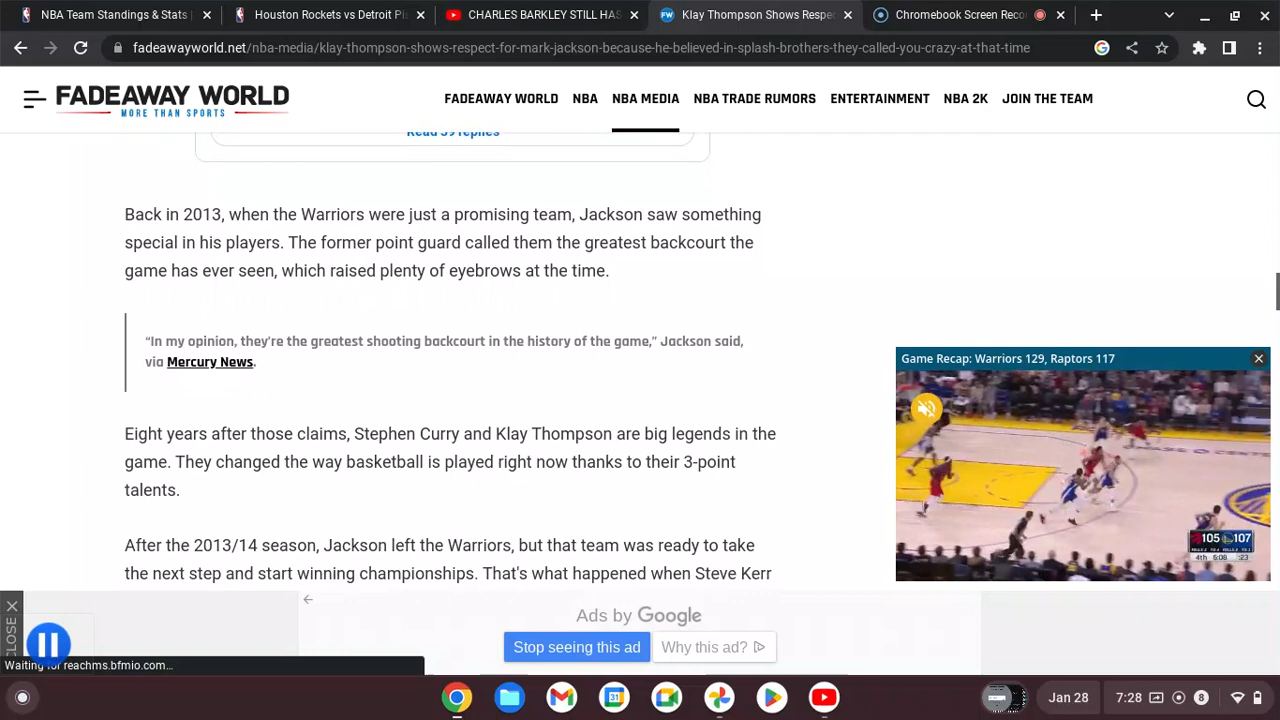 NBA Team Standings & Stats |
Houston Rockets vs Detroit Pi
CHARLES BARKLEY STILL HAS
Klay Thompson Shows Respe
Chromebook Screen Reco
fadeawayworld.net/nba-media/klay-thompson-shows-respect-for-mark-jackson-because-he-believed-in-splash-brothers-they-called-you-crazy-at-that-time
FADEAWAY WORLD
MORE THAN SPORTS
FADEAWAY WORLD NBA NBA MEDIA NBA TRADE RUMORS ENTERTAINMENT NBA 2K JOIN THE TEAM
Read 39 replies
Back in 2013, when the Warriors were just a promising team, Jackson saw something
special in his players. The former point guard called them the greatest backcourt the
game has ever seen, which raised plenty of eyebrows at the time.
“In my opinion, they’re the greatest shooting backcourt in the history of the game,” Jackson said,
via Mercury News.
Game Recap: Warriors 129, Raptors 117
105 107
4th 6:08 :23
Eight years after those claims, Stephen Curry and Klay Thompson are big legends in the
game. They changed the way basketball is played right now thanks to their 3-point
talents.
After the 2013/14 season, Jackson left the Warriors, but that team was ready to take
the next step and start winning championships. That’s what happened when Steve Kerr
CLOSE
Ads by Google
Stop seeing this ad
Why this ad?
Waiting for reachms.bfmio.com...
31
Jan 28
7:28
8